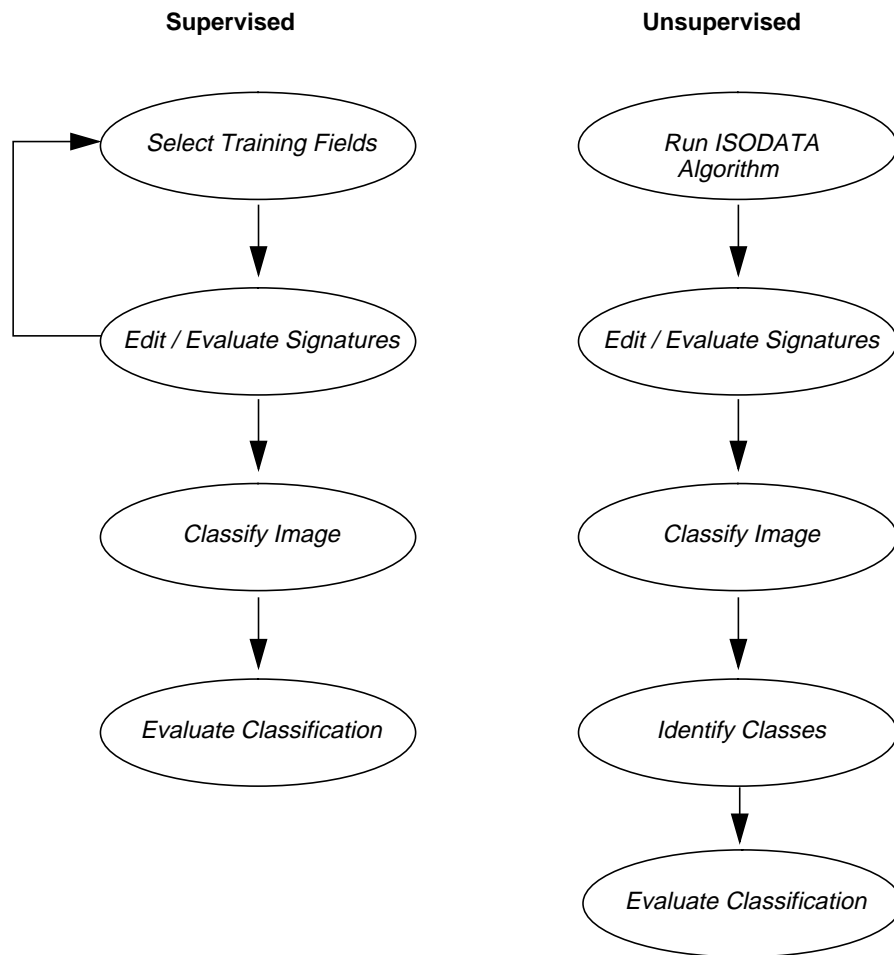 Supervised
Select Training Fields
Edit / Evaluate Signatures
Classify Image
Evaluate Classification
Unsupervised
Run ISODATA
Algorithm
Edit / Evaluate Signatures
Classify Image
Identify Classes
Evaluate Classification